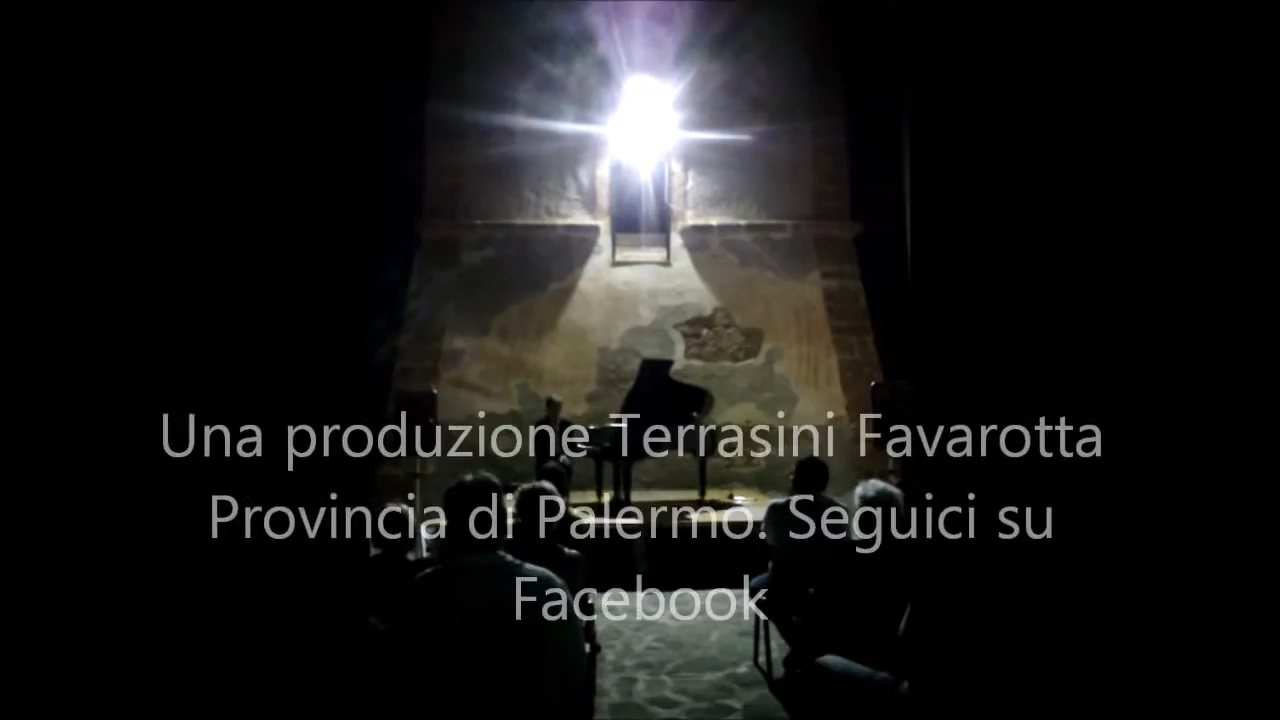 Una produzione Terrasini Favarotta
Provincia di Palermo. Seguici su
Facebook